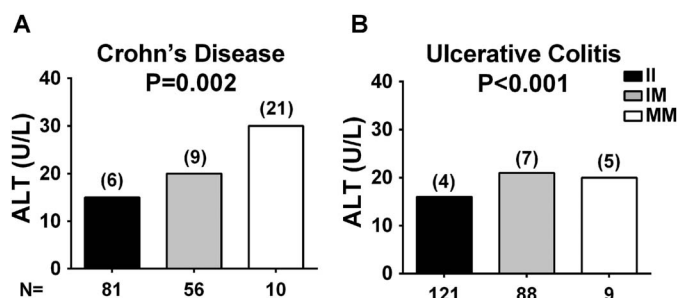 A
Crohn's Disease
P=0.002
ALT (U/L)
40
30
20
10
0
(6)
(9)
(21)
N=
81
56
10
B
Ulcerative Colitis
P<0.001
II
IM
MM
ALT (U/L)
40
30
20
10
0
(4)
(7)
(5)
121
88
9